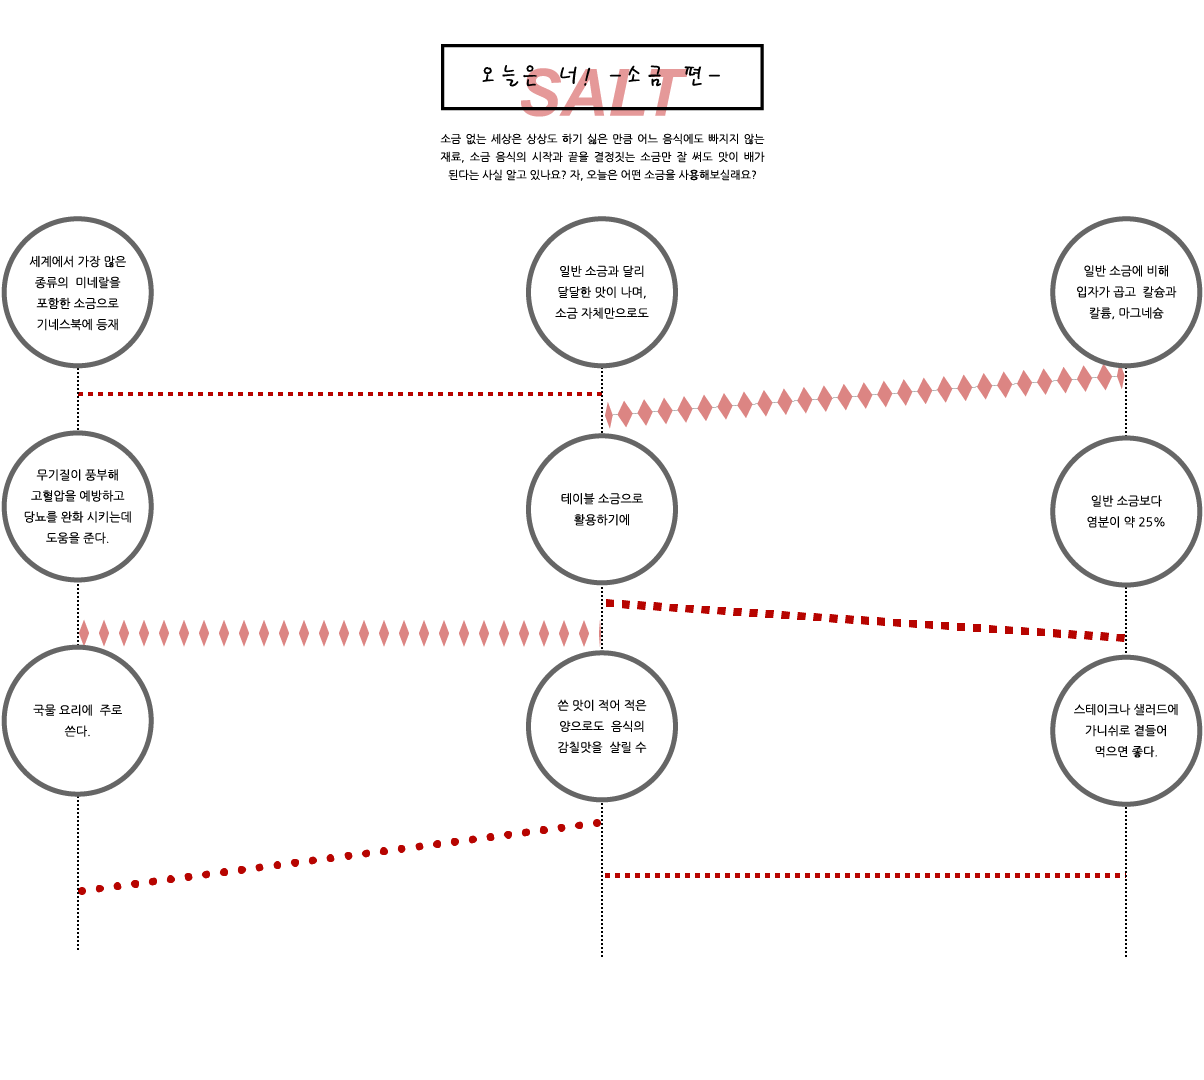 오늘은 너! -소금 편-
SALT
소금 없는 세상은 상상도 하기 싫은 만큼 어느 음식에도 빠지지 않는
재료, 소금 음식의 시작과 끝을 결정짓는 소금만 잘 써도 맛이 배가
된다는 사실 알고 있나요? 자, 오늘은 어떤 소금을 사용해보실래요?
세계에서 가장 많은
종류의 미네랄을
포함한 소금으로
기네스북에 등재
일반 소금과 달리
달달한 맛이 나며,
소금 자체만으로도
일반 소금에 비해
입자가 곱고 칼슘과
칼륨, 마그네슘
무기질이 풍부해
고혈압을 예방하고
당뇨를 완화 시키는데
도움을 준다.
테이블 소금으로
활용하기에
일반 소금보다
염분이 약 25%
국물 요리에 주로
쓴다.
쓴 맛이 적어 적은
양으로도 음식의
감칠맛을 살릴 수
스테이크나 샐러드에
가니쉬로 곁들어
먹으면 좋다.